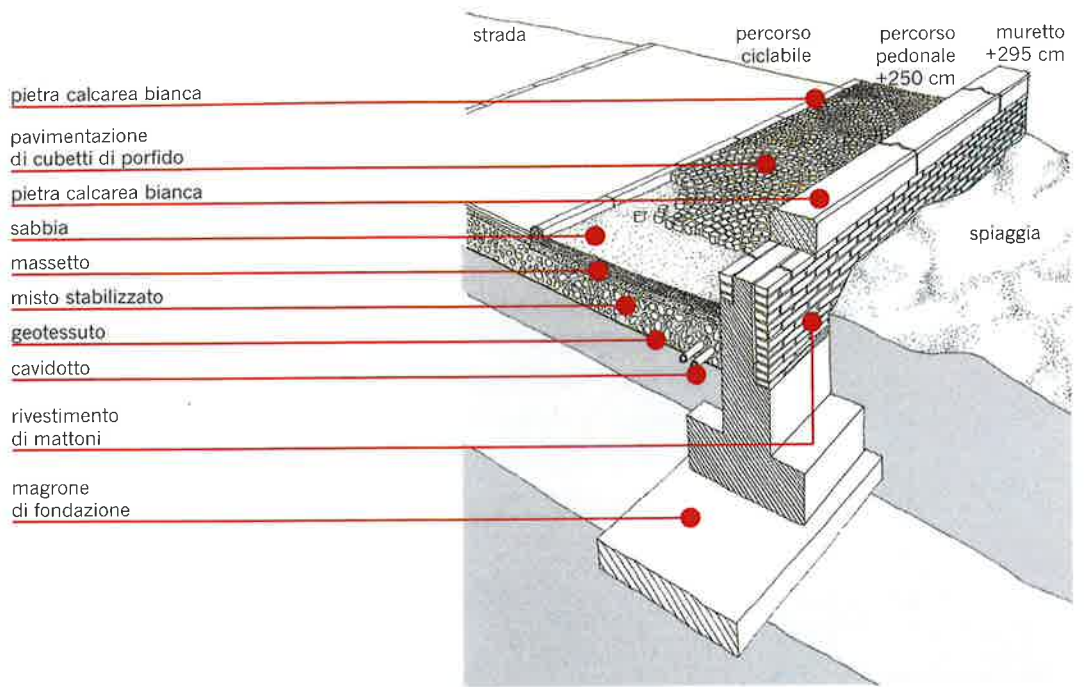 strada
percorso
ciclabile
percorso
pedonale
+250 cm
muretto
+295 cm
pietra calcarea bianca
pavimentazione
di cubetti di porfido
pietra calcarea bianca
sabbia
massetto
misto stabilizzato
geotessuto
cavidotto
rivestimento
di mattoni
magrone
di fondazione
spiaggia